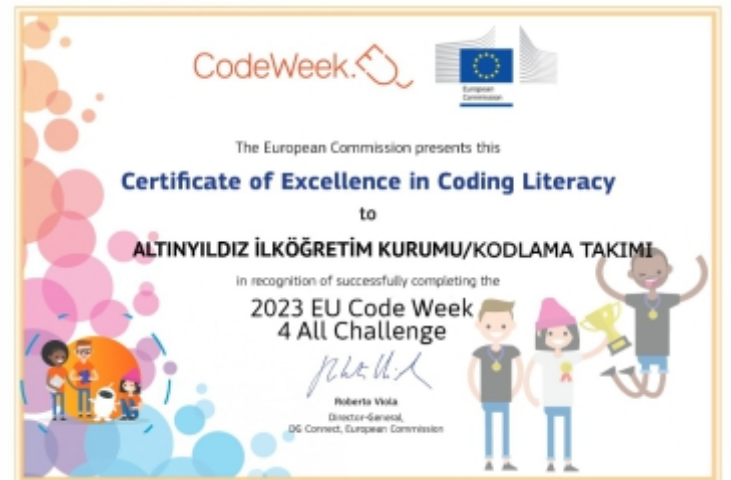 CodeWeek.
European
Commission
The European Commission presents this
Certificate of Excellence in Coding Literacy
to
ALTINYILDIZ İLKÖĞRETİM KURUMU/KODLAMA TAKIMI
in recognition of successfully completing the
2023 EU Code Week
4 All Challenge
Roberto Viola
Director-General,
DG Connect, European Commission